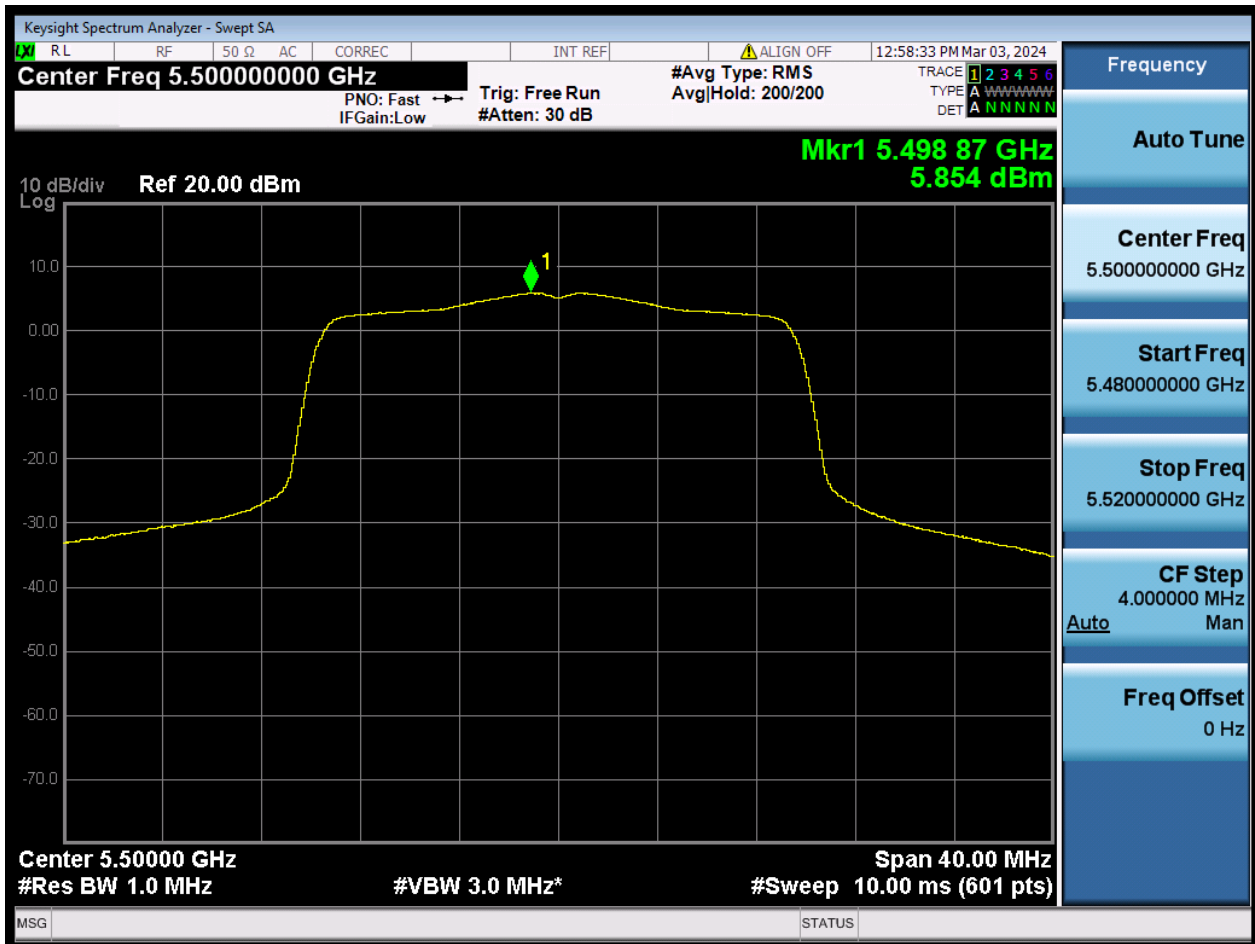 Keysight Spectrum Analyzer - Swept SA
LXI RL RF 50 Ω AC CORREC INT REF ALIGN OFF 12:58:33 PM Mar 03, 2024
Center Freq 5.500000000 GHz
PNO: Fast
IFGain:Low
Trig: Free Run
#Atten: 30 dB
#Avg Type: RMS
Avg|Hold: 200/200
TRACE 1 2 3 4 5 6
TYPE A WWWWW
DET A N N N N N
Mkr1 5.498 87 GHz
5.854 dBm
10 dB/div Ref 20.00 dBm
Log
1
10.0
0.00
-10.0
-20.0
-30.0
-40.0
-50.0
-60.0
-70.0
Center 5.50000 GHz Span 40.00 MHz
#Res BW 1.0 MHz #VBW 3.0 MHz* #Sweep 10.00 ms (601 pts)
MSG STATUS
Frequency
Auto Tune
Center Freq
5.500000000 GHz
Start Freq
5.480000000 GHz
Stop Freq
5.520000000 GHz
CF Step
4.000000 MHz
Auto Man
Freq Offset
0 Hz